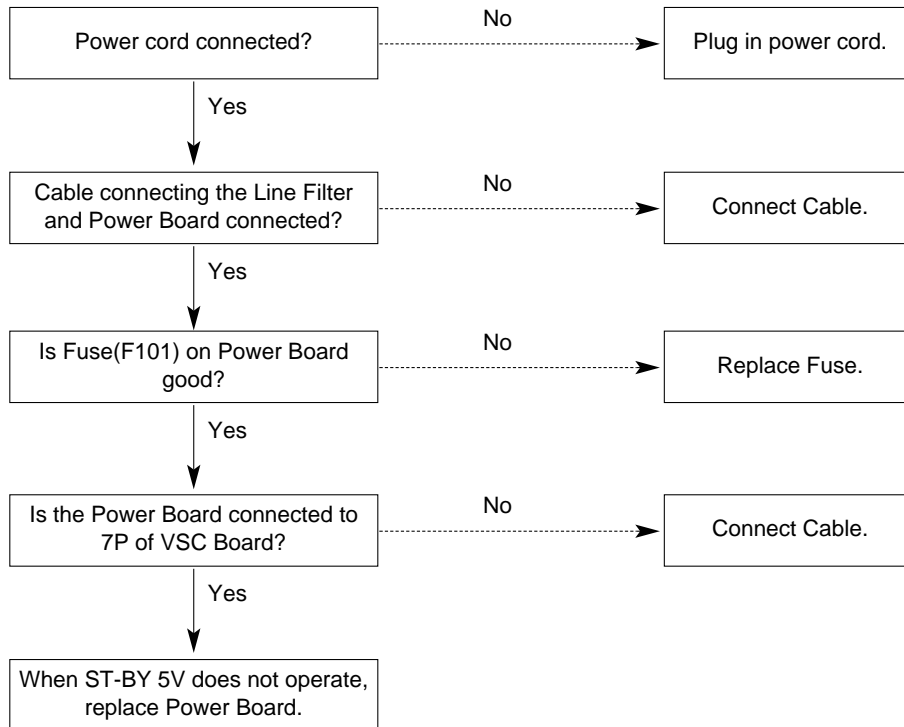 Power cord connected?
No
Plug in power cord.
Yes
Cable connecting the Line Filter
and Power Board connected?
No
Connect Cable.
Yes
Is Fuse(F101) on Power Board
good?
No
Replace Fuse.
Yes
Is the Power Board connected to
7P of VSC Board?
No
Connect Cable.
Yes
When ST-BY 5V does not operate,
replace Power Board.